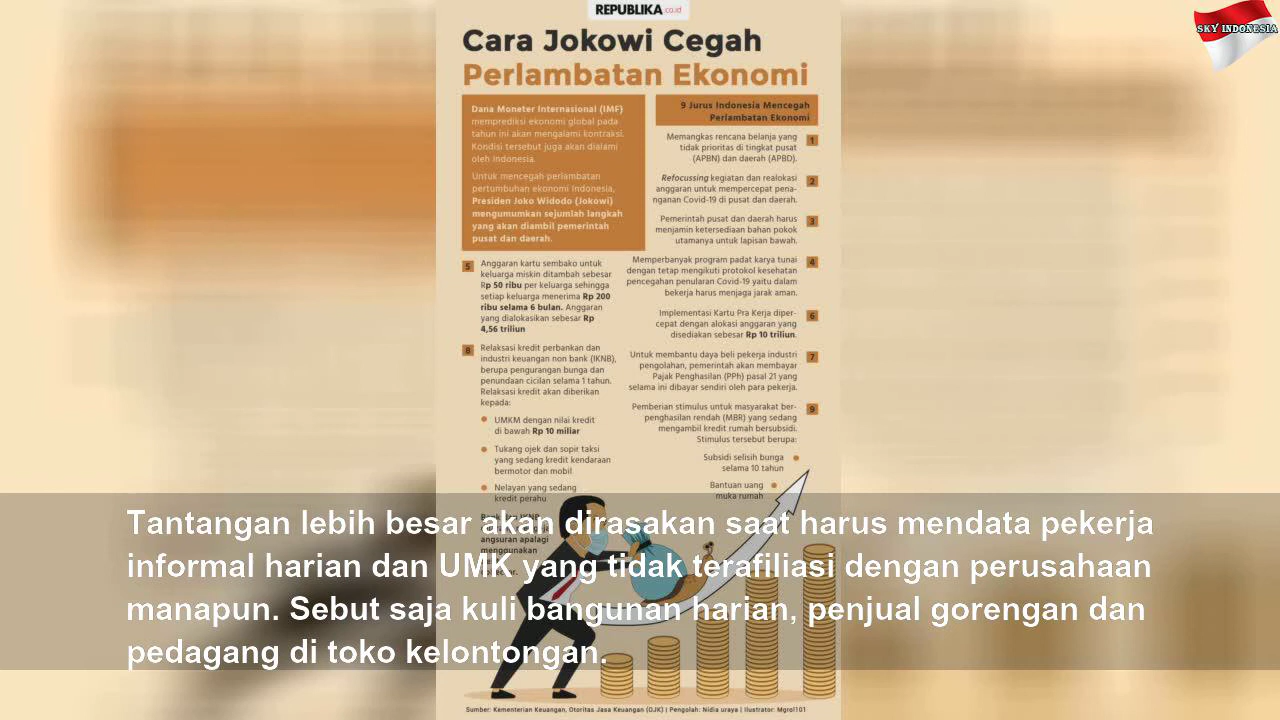 REPUBLIKA.co.id
SKY INDONESIA
Cara Jokowi Cegah
Perlambatan Ekonomi
Dana Moneter Internasional (IMF)
memprediksi ekonomi global pada
tahun ini akan mengalami kontraksi.
Kondisi tersebut juga akan dialami
oleh Indonesia.
Untuk mencegah perlambatan
pertumbuhan ekonomi Indonesia,
Presiden Joko Widodo (Jokowi)
mengumumkan sejumlah langkah
yang akan diambil pemerintah
pusat dan daerah.
9 Jurus Indonesia Mencegah
Perlambatan Ekonomi
Memangkas rencana belanja yang
tidak prioritas di tingkat pusat
(APBN) dan daerah (APBD).
1
Refocussing kegiatan dan realokasi
anggaran untuk mempercepat pena-
nganan Covid-19 di pusat dan daerah.
2
Pemerintah pusat dan daerah harus
menjamin ketersediaan bahan pokok
utamanya untuk lapisan bawah.
3
Memperbanyak program padat karya tunai
dengan tetap mengikuti protokol kesehatan
pencegahan penularan Covid-19 yaitu dalam
bekerja harus menjaga jarak aman.
4
5
Anggaran kartu sembako untuk
keluarga miskin ditambah sebesar
Rp 50 ribu per keluarga sehingga
setiap keluarga menerima Rp 200
ribu selama 6 bulan. Anggaran
yang dialokasikan sebesar Rp
4,56 triliun
Implementasi Kartu Pra Kerja diper-
cepat dengan alokasi anggaran yang
disediakan sebesar Rp 10 triliun.
6
Untuk membantu daya beli pekerja industri
pengolahan, pemerintah akan membayar
Pajak Penghasilan (PPh) pasal 21 yang
selama ini dibayar sendiri oleh para pekerja.
7
8
Relaksasi kredit perbankan dan
industri keuangan non bank (IKNB),
berupa pengurangan bunga dan
penundaan cicilan selama 1 tahun.
Relaksasi kredit akan diberikan
kepada:
UMKM dengan nilai kredit
di bawah Rp 10 miliar
Tukang ojek dan sopir taksi
yang sedang kredit kendaraan
bermotor dan mobil
Nelayan yang sedang
kredit perahu
angsuran apalagi
menggunakan
Pemberian stimulus untuk masyarakat ber-
penghasilan rendah (MBR) yang sedang
mengambil kredit rumah bersubsidi.
Stimulus tersebut berupa:
9
Subsidi selisih bunga
selama 10 tahun
Bantuan uang
muka rumah
Tantangan lebih besar akan dirasakan saat harus mendata pekerja
informal harian dan UMK yang tidak terafiliasi dengan perusahaan
manapun. Sebut saja kuli bangunan harian, penjual gorengan dan
pedagang di toko kelontongan.
Sumber: Kementerian Keuangan, Otoritas Jasa Keuangan (OJK) | Pengolah: Nidia uraya | Ilustrator: Mgrol101